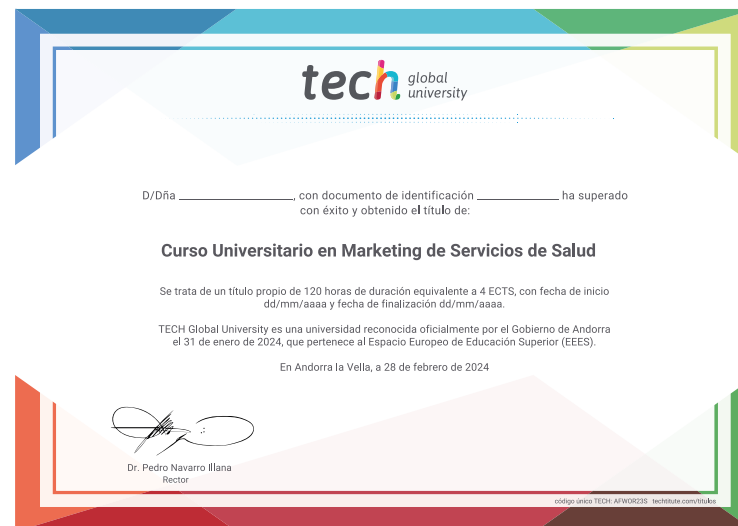 tech global university
D/Dña ____________________, con documento de identificación ______________ ha superado
con éxito y obtenido el título de:
Curso Universitario en Marketing de Servicios de Salud
Se trata de un título propio de 120 horas de duración equivalente a 4 ECTS, con fecha de inicio
dd/mm/aaaa y fecha de finalización dd/mm/aaaa.
TECH Global University es una universidad reconocida oficialmente por el Gobierno de Andorra
el 31 de enero de 2024, que pertenece al Espacio Europeo de Educación Superior (EEES).
En Andorra la Vella, a 28 de febrero de 2024
Dr. Pedro Navarro Illana
Rector
código único TECH: AFWOR23S techtitute.com/titulos